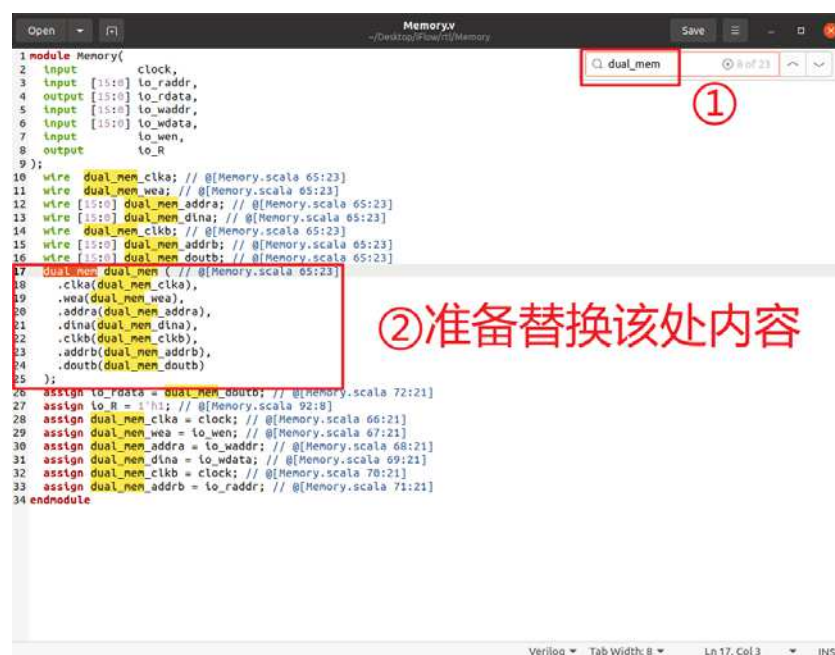 Open
Memory.v
~/Desktop/iFlow/rtl/Memory
Save
dual_mem
8 of 23
①
1 module Memory(
2   input         clock,
3   input  [15:0] io_raddr,
4   output [15:0] io_rdata,
5   input  [15:0] io_waddr,
6   input  [15:0] io_wdata,
7   input         io_wen,
8   output        io_R
9 );
10   wire  dual_mem_clka; // @[Memory.scala 65:23]
11   wire  dual_mem_wea; // @[Memory.scala 65:23]
12   wire [15:0] dual_mem_addra; // @[Memory.scala 65:23]
13   wire [15:0] dual_mem_dina; // @[Memory.scala 65:23]
14   wire  dual_mem_clkb; // @[Memory.scala 65:23]
15   wire [15:0] dual_mem_addrb; // @[Memory.scala 65:23]
16   wire [15:0] dual_mem_doutb; // @[Memory.scala 65:23]
17   dual_mem dual_mem ( // @[Memory.scala 65:23]
18     .clka(dual_mem_clka),
19     .wea(dual_mem_wea),
20     .addra(dual_mem_addra),
21     .dina(dual_mem_dina),
22     .clkb(dual_mem_clkb),
23     .addrb(dual_mem_addrb),
24     .doutb(dual_mem_doutb)
25   );
②准备替换该处内容
26   assign io_rdata = dual_mem_doutb; // @[Memory.scala 72:21]
27   assign io_R = 1'h1; // @[Memory.scala 92:8]
28   assign dual_mem_clka = clock; // @[Memory.scala 66:21]
29   assign dual_mem_wea = io_wen; // @[Memory.scala 67:21]
30   assign dual_mem_addra = io_waddr; // @[Memory.scala 68:21]
31   assign dual_mem_dina = io_wdata; // @[Memory.scala 69:21]
32   assign dual_mem_clkb = clock; // @[Memory.scala 70:21]
33   assign dual_mem_addrb = io_raddr; // @[Memory.scala 71:21]
34 endmodule
Verilog Tab Width: 8 Ln 17, Col 3 INS